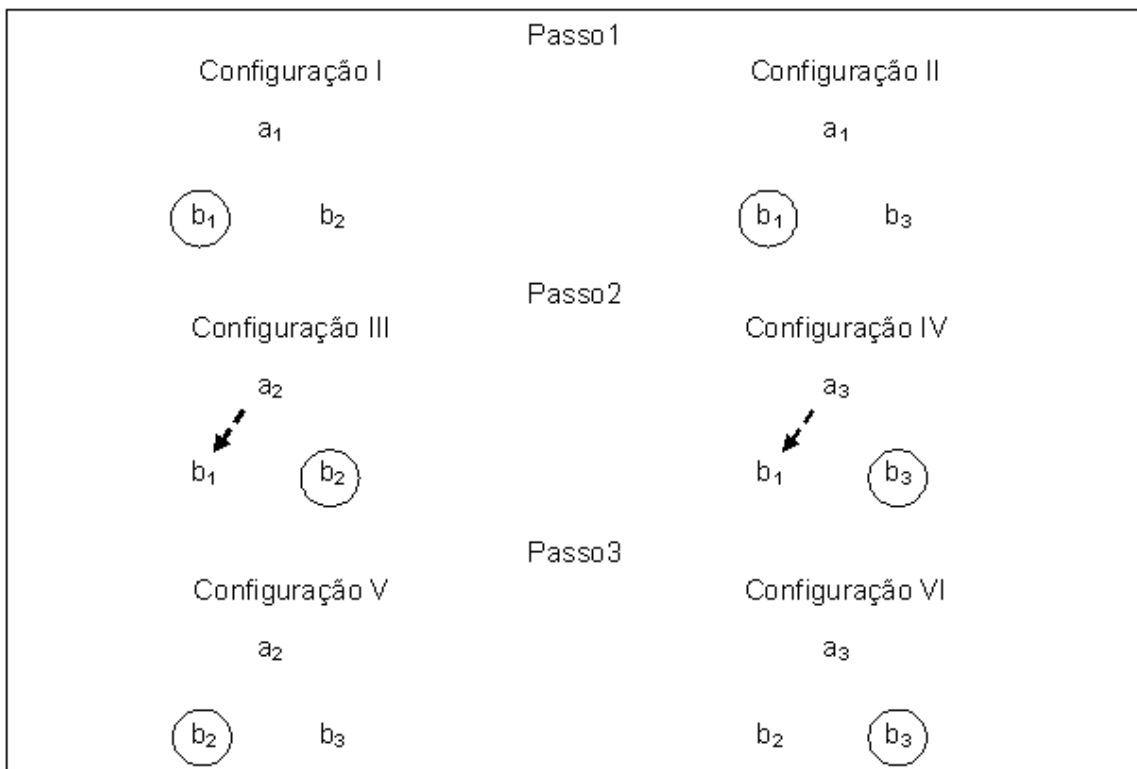 Passo1
Configuração I Configuração II
a₁ a₁
b₁ b₂ b₁ b₃
Passo2
Configuração III Configuração IV
a₂ a₃
b₁ b₂ b₁ b₃
Passo3
Configuração V Configuração VI
a₂ a₃
b₂ b₃ b₂ b₃